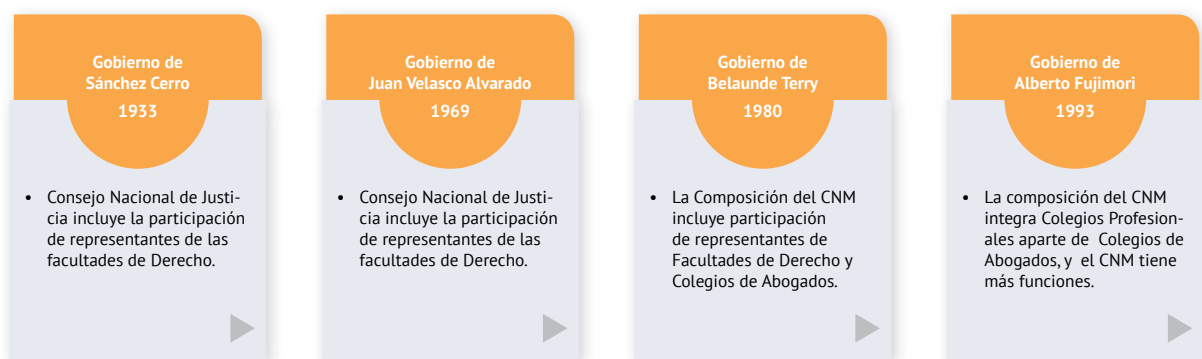 Gobierno de
Sánchez Cerro
1933
• Consejo Nacional de Justi-
cia incluye la participación
de representantes de las
facultades de Derecho.
Gobierno de
Juan Velasco Alvarado
1969
• Consejo Nacional de Justi-
cia incluye la participación
de representantes de las
facultades de Derecho.
Gobierno de
Belaunde Terry
1980
• La Composición del CNM
incluye participación
de representantes de
Facultades de Derecho y
Colegios de Abogados.
Gobierno de
Alberto Fujimori
1993
• La composición del CNM
integra Colegios Profesion-
ales aparte de Colegios de
Abogados, y el CNM tiene
más funciones.